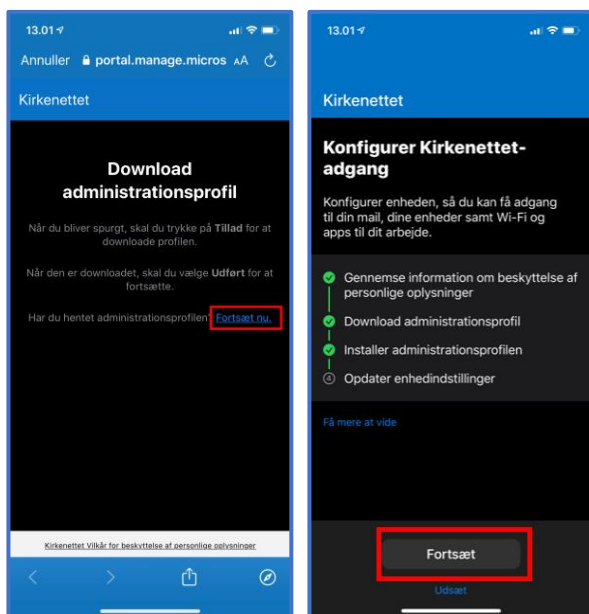 13.01
Annuller portal.manage.micros AA
Kirkenettet
Download
administrationsprofil
Når du bliver spurgt, skal du trykke på Tillad for at
downloade profilen.
Når den er downloadet, skal du vælge Udført for at
fortsætte.
Har du hentet administrationsprofilen? Fortsæt nu.
Kirkenettet Vilkår for beskyttelse af personlige oplysninger
13.01
Kirkenettet
Konfigurer Kirkenettet-
adgang
Konfigurer enheden, så du kan få adgang
til din mail, dine enheder samt Wi-Fi og
apps til dit arbejde.
Gennemse information om beskyttelse af
personlige oplysninger
Download administrationsprofil
Installer administrationsprofilen
4 Opdater enhedindstillinger
Få mere at vide
Fortsæt
Udsæt